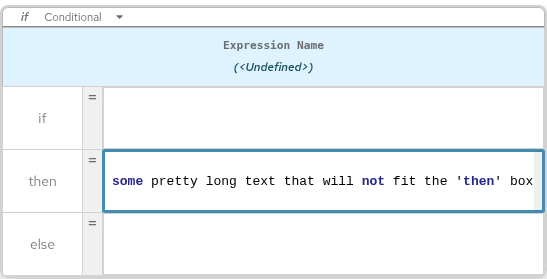 if Conditional
Expression Name
(<Undefined>)
if =
then = some pretty long text that will not fit the 'then' box
else =